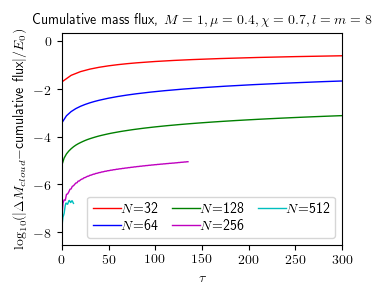 Cumulative mass flux, M = 1, μ = 0.4, χ = 0.7, l = m = 8
log₁₀(|ΔM_cloud−cumulative flux|/E₀)
0
−2
−4
−6
−8
N=32 N=128 N=512
N=64 N=256
0 50 100 150 200 250 300
τ